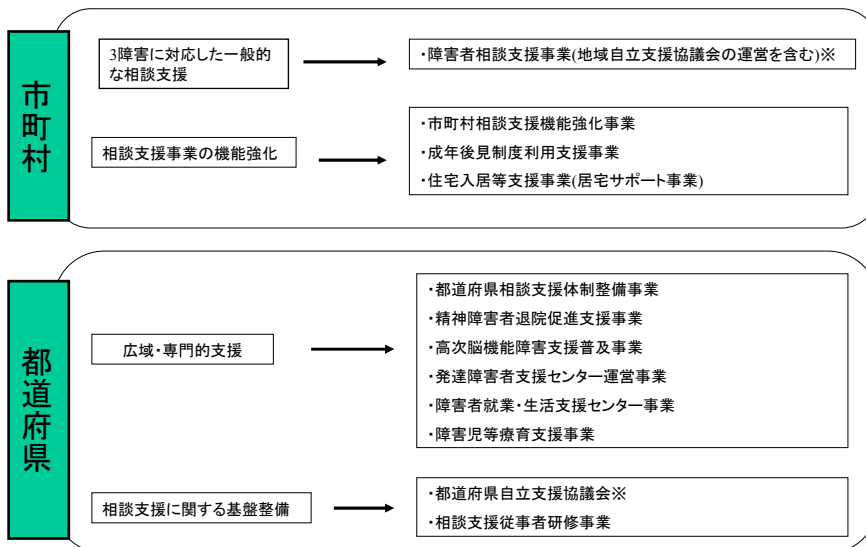 市町村
3障害に対応した一般的
な相談支援
・障害者相談支援事業(地域自立支援協議会の運営を含む)※
相談支援事業の機能強化
・市町村相談支援機能強化事業
・成年後見制度利用支援事業
・住宅入居等支援事業(居宅サポート事業)
都道府県
広域・専門的支援
・都道府県相談支援体制整備事業
・精神障害者退院促進支援事業
・高次脳機能障害支援普及事業
・発達障害者支援センター運営事業
・障害者就業・生活支援センター事業
・障害児等療育支援事業
相談支援に関する基盤整備
・都道府県自立支援協議会※
・相談支援従事者研修事業